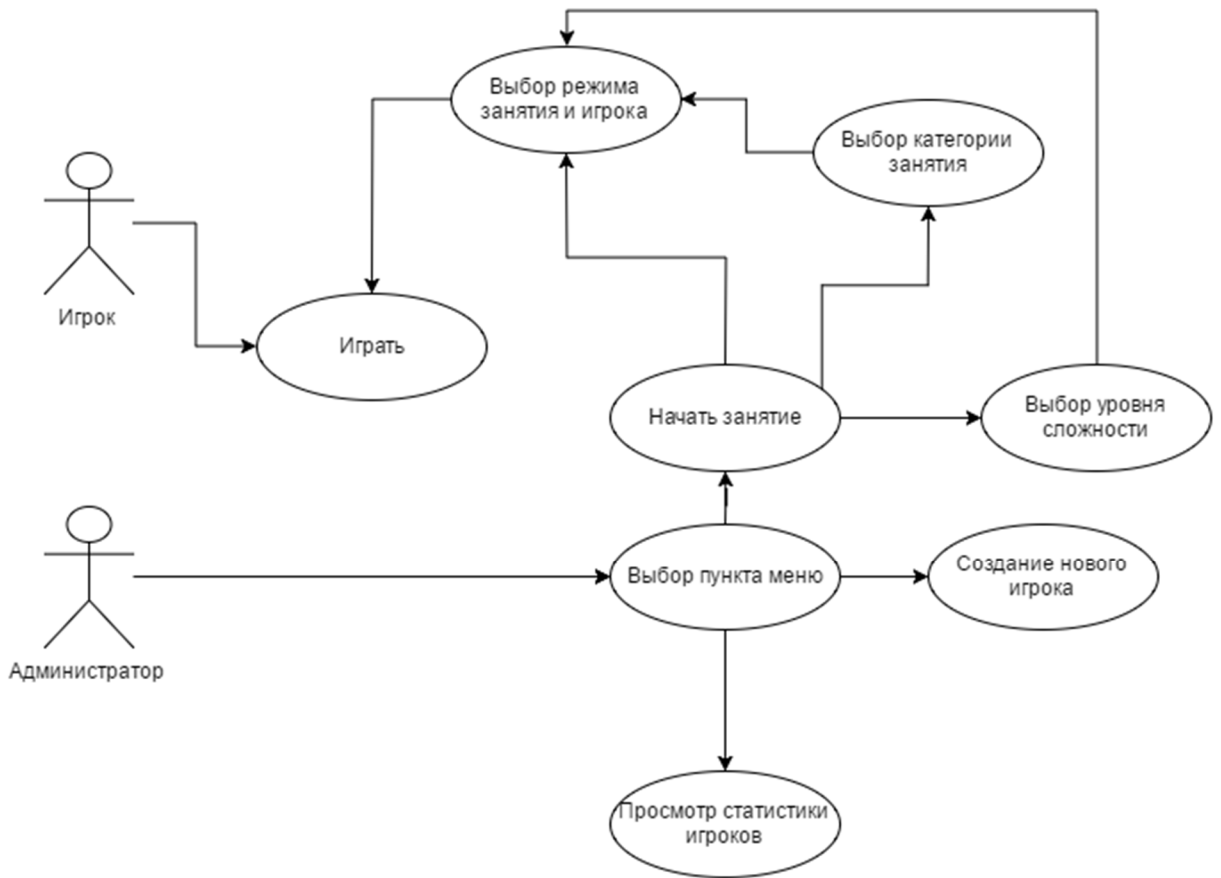 Выбор режима
занятия и игрока
Выбор категории
занятия
Игрок
Играть
Начать занятие
Выбор уровня
сложности
Администратор
Выбор пункта меню
Создание нового
игрока
Просмотр статистики
игроков